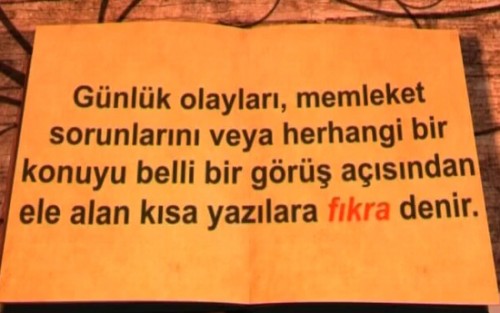 Günlük olayları, memleket
sorunlarını veya herhangi bir
konuyu belli bir görüş açısından
ele alan kısa yazılara fıkra denir.